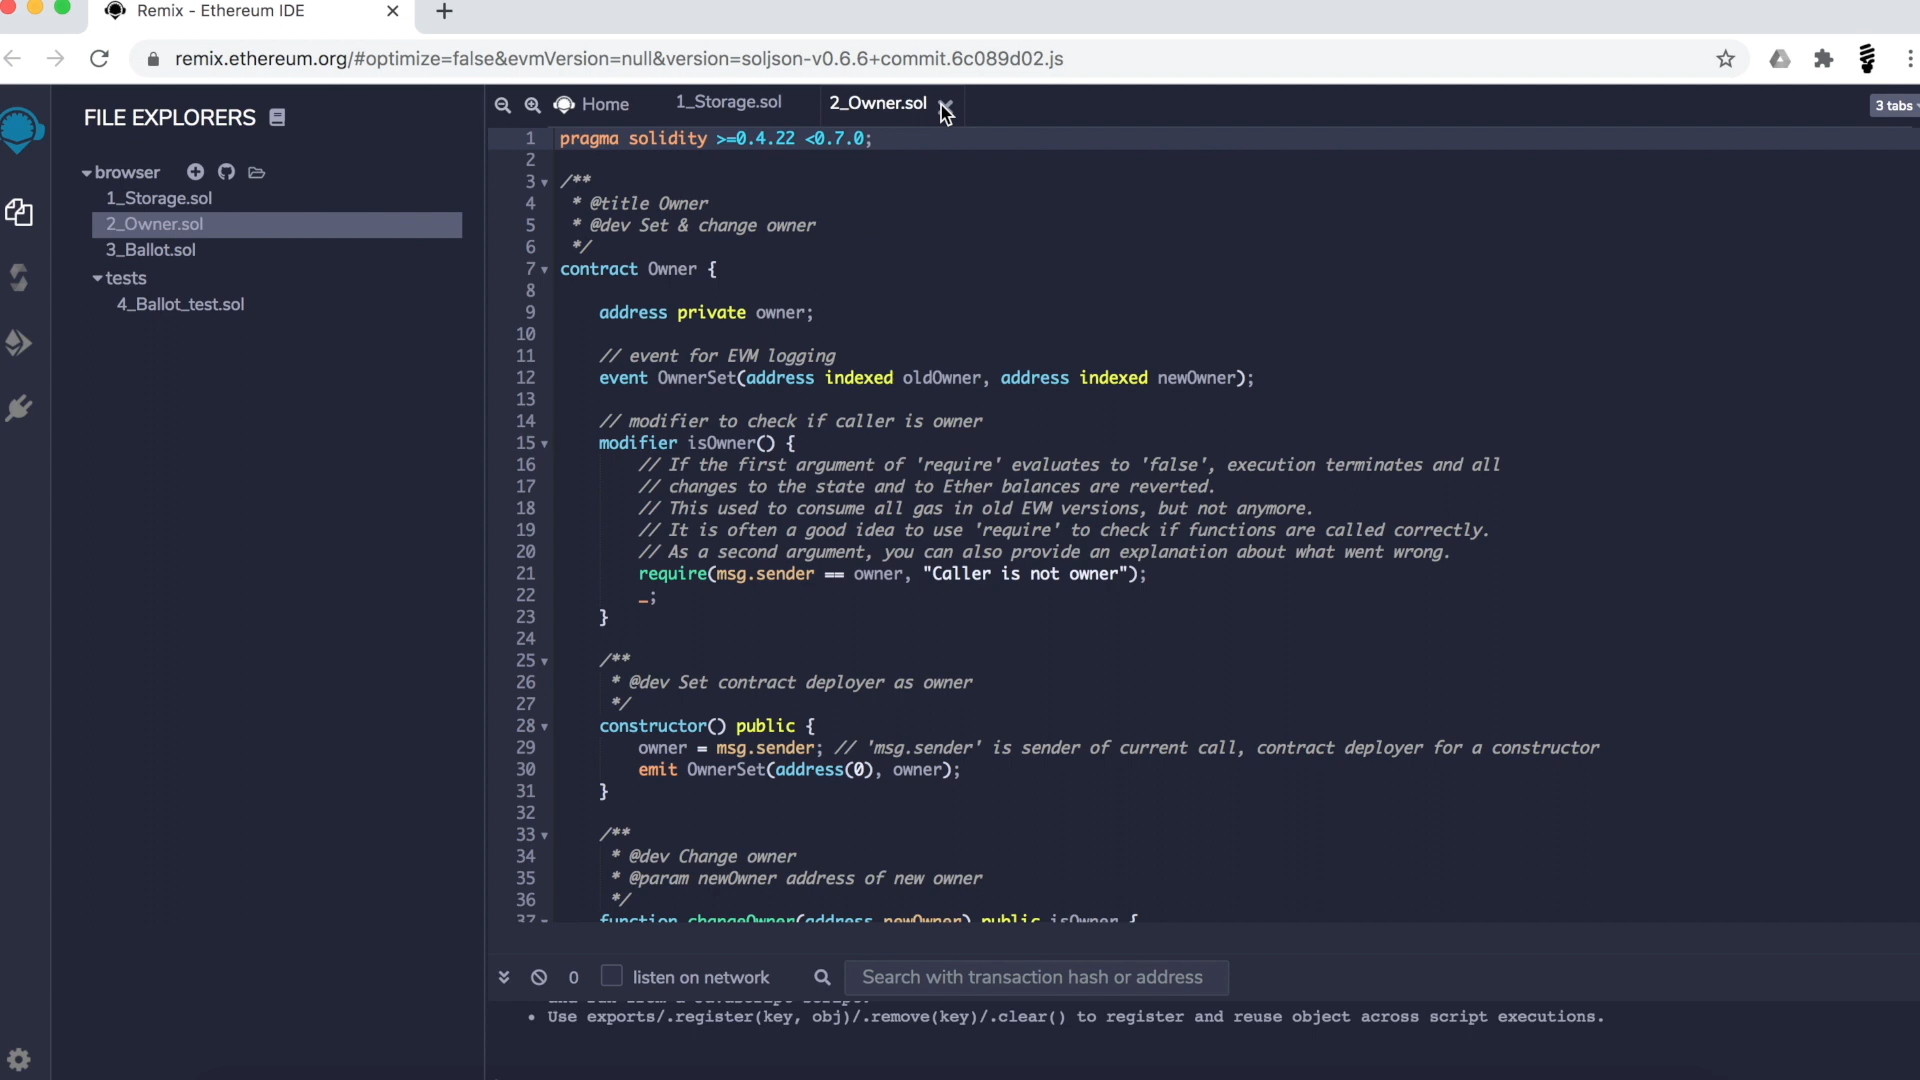 Remix - Ethereum IDE
remix.ethereum.org/#optimize=false&evmVersion=null&version=soljson-v0.6.6+commit.6c089d02.js
FILE EXPLORERS
browser
1_Storage.sol
2_Owner.sol
3_Ballot.sol
tests
4_Ballot_test.sol
Home 1_Storage.sol 2_Owner.sol 3 tabs
1 pragma solidity >=0.4.22 <0.7.0;
2
3 /**
4 * @title Owner
5 * @dev Set & change owner
6 */
7 contract Owner {
8
9 address private owner;
10
11 // event for EVM logging
12 event OwnerSet(address indexed oldOwner, address indexed newOwner);
13
14 // modifier to check if caller is owner
15 modifier isOwner() {
16 // If the first argument of 'require' evaluates to 'false', execution terminates and all
17 // changes to the state and to Ether balances are reverted.
18 // This used to consume all gas in old EVM versions, but not anymore.
19 // It is often a good idea to use 'require' to check if functions are called correctly.
20 // As a second argument, you can also provide an explanation about what went wrong.
21 require(msg.sender == owner, "Caller is not owner");
22 _;
23 }
24
25 /**
26 * @dev Set contract deployer as owner
27 */
28 constructor() public {
29 owner = msg.sender; // 'msg.sender' is sender of current call, contract deployer for a constructor
30 emit OwnerSet(address(0), owner);
31 }
32
33 /**
34 * @dev Change owner
35 * @param newOwner address of new owner
36 */
37 function changeOwner(address newOwner) public isOwner {
0 listen on network Search with transaction hash or address
• Use exports/.register(key, obj)/.remove(key)/.clear() to register and reuse object across script executions.